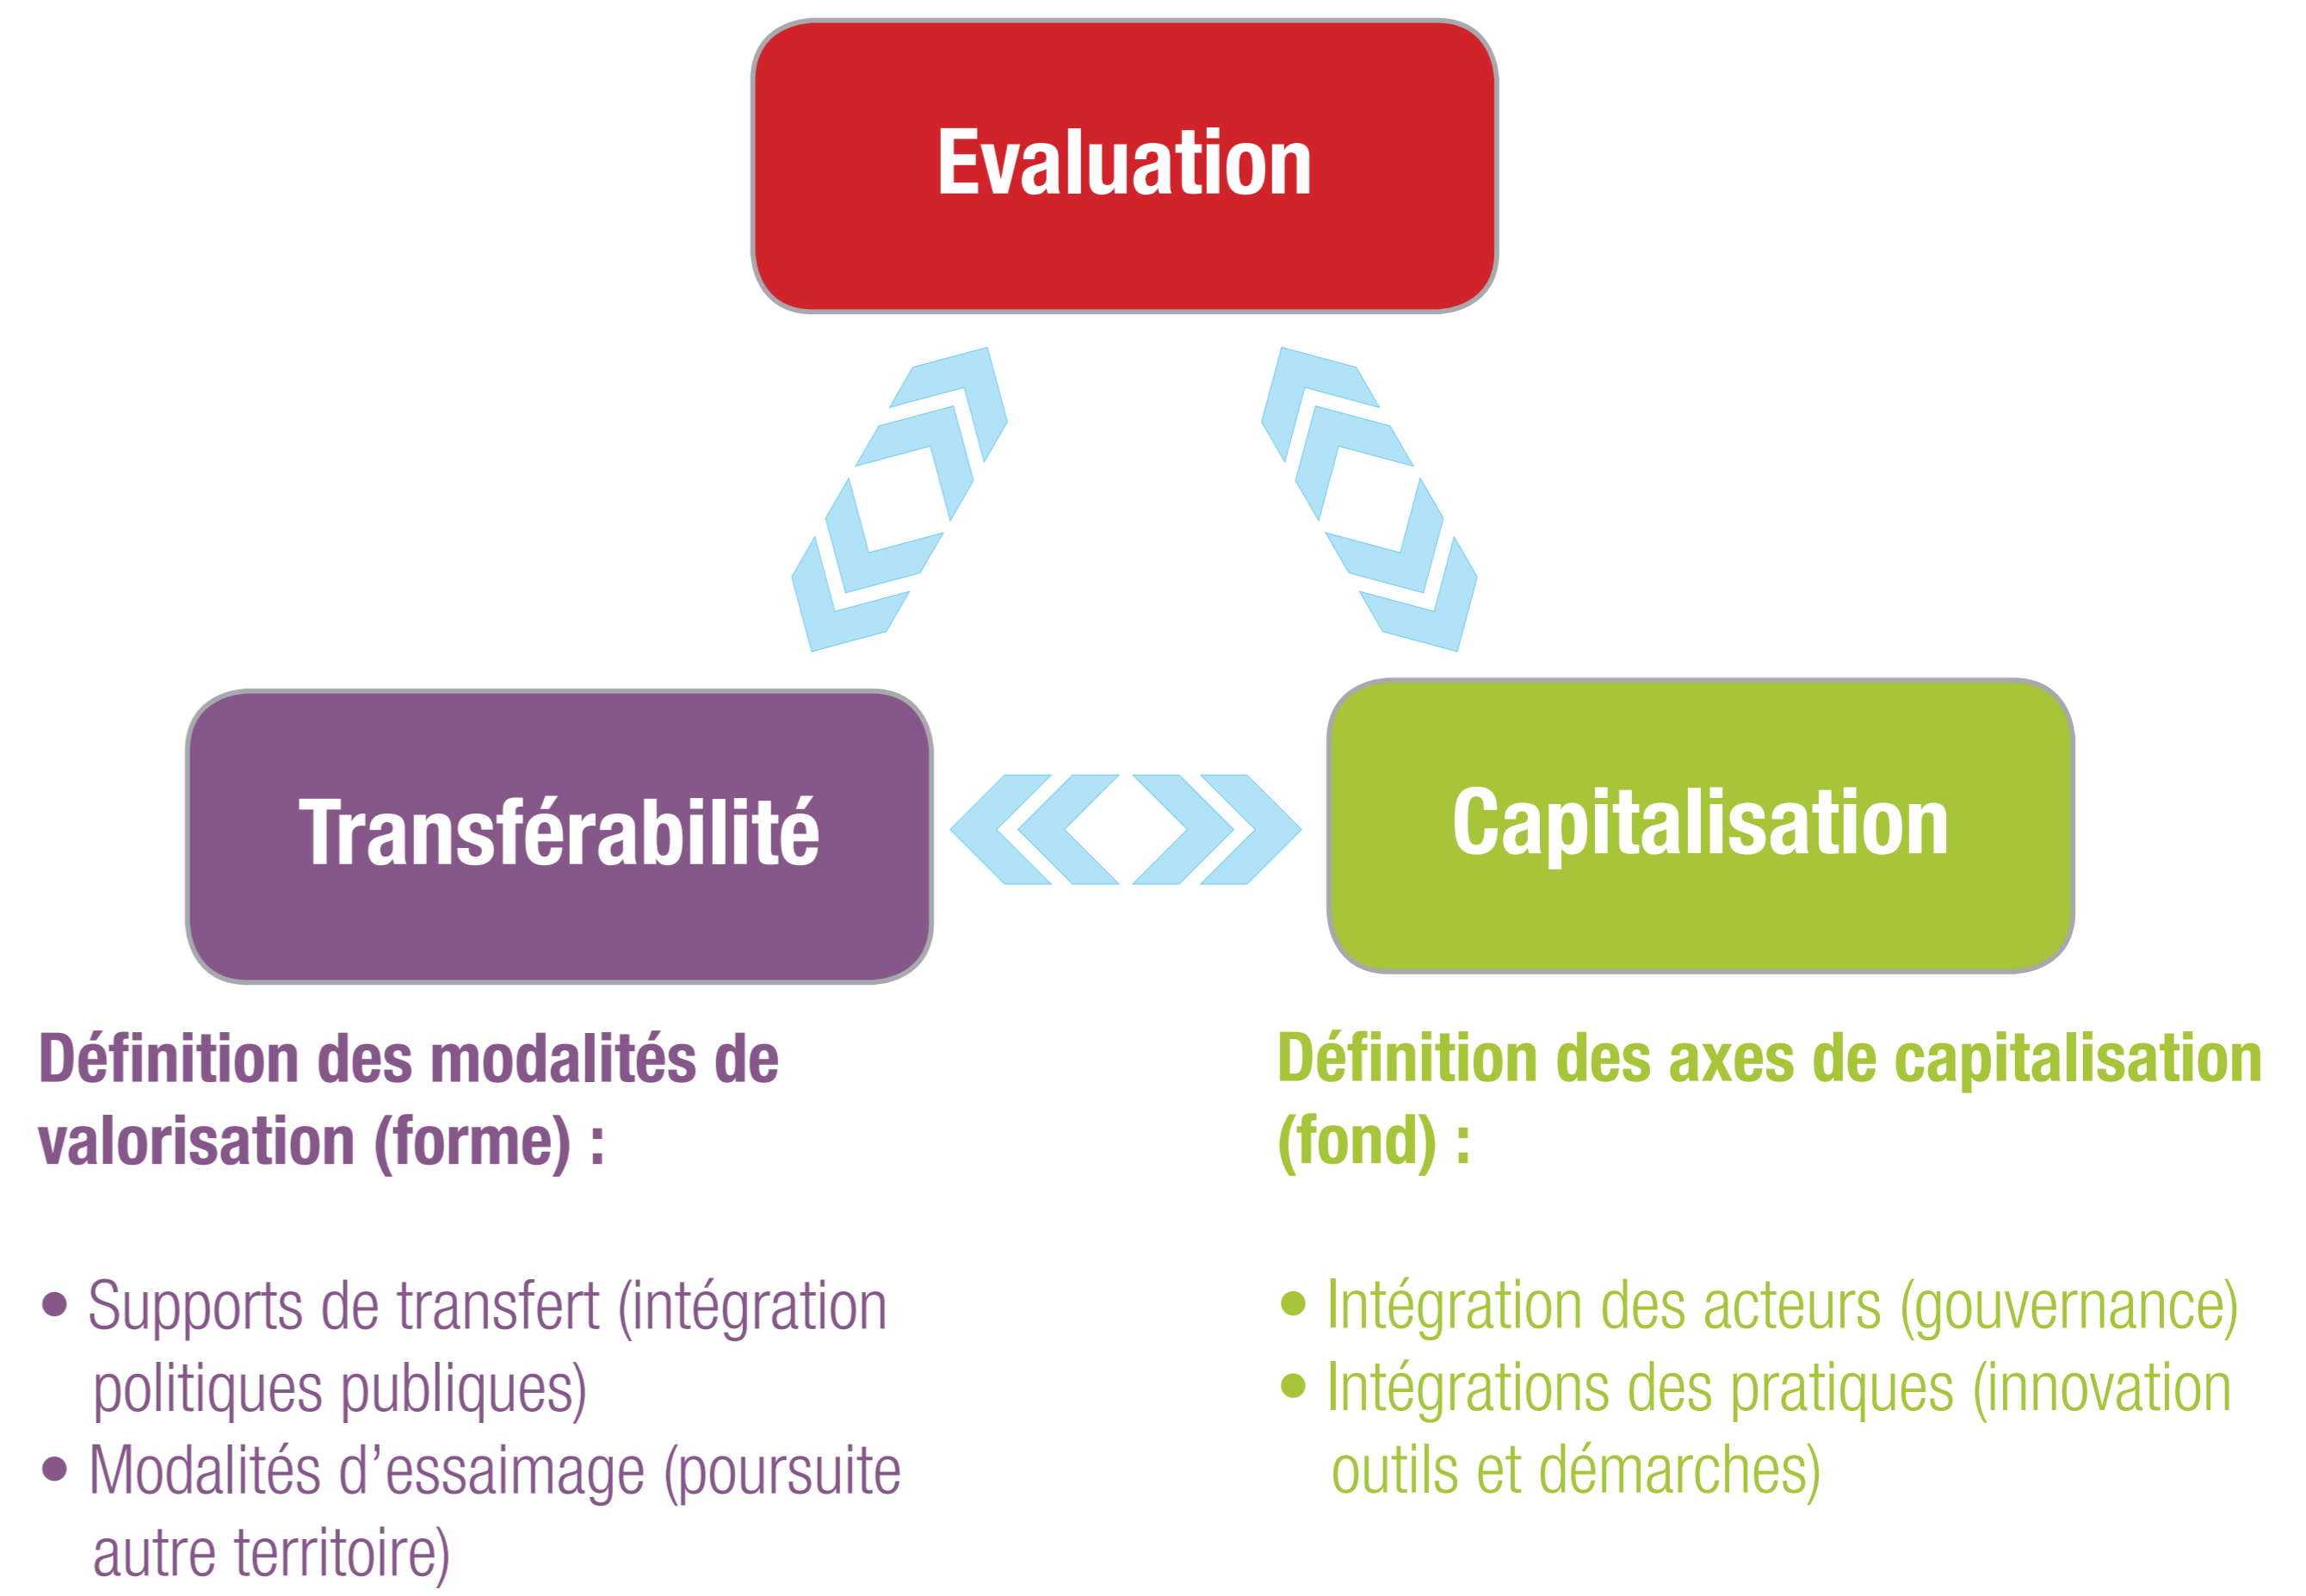 Evaluation
Transférabilité
Capitalisation
Définition des modalités de
valorisation (forme) :
• Supports de transfert (intégration
politiques publiques)
• Modalités d’essaimage (poursuite
autre territoire)
Définition des axes de capitalisation
(fond) :
• Intégration des acteurs (gouvernance)
• Intégrations des pratiques (innovation
outils et démarches)